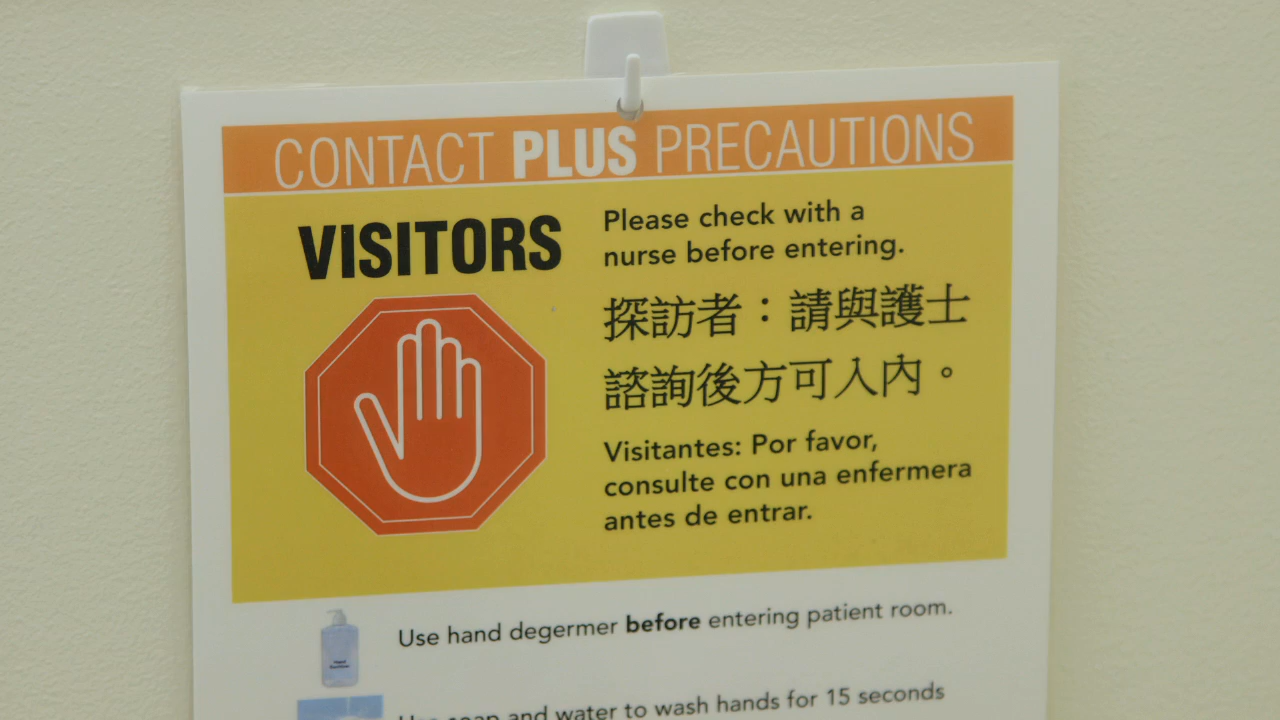 CONTACT PLUS PRECAUTIONS
VISITORS
Please check with a
nurse before entering.
探訪者：請與護士
諮詢後方可入內。
Visitantes: Por favor,
consulte con una enfermera
antes de entrar.
Use hand degermer before entering patient room.
Use soap and water to wash hands for 15 seconds